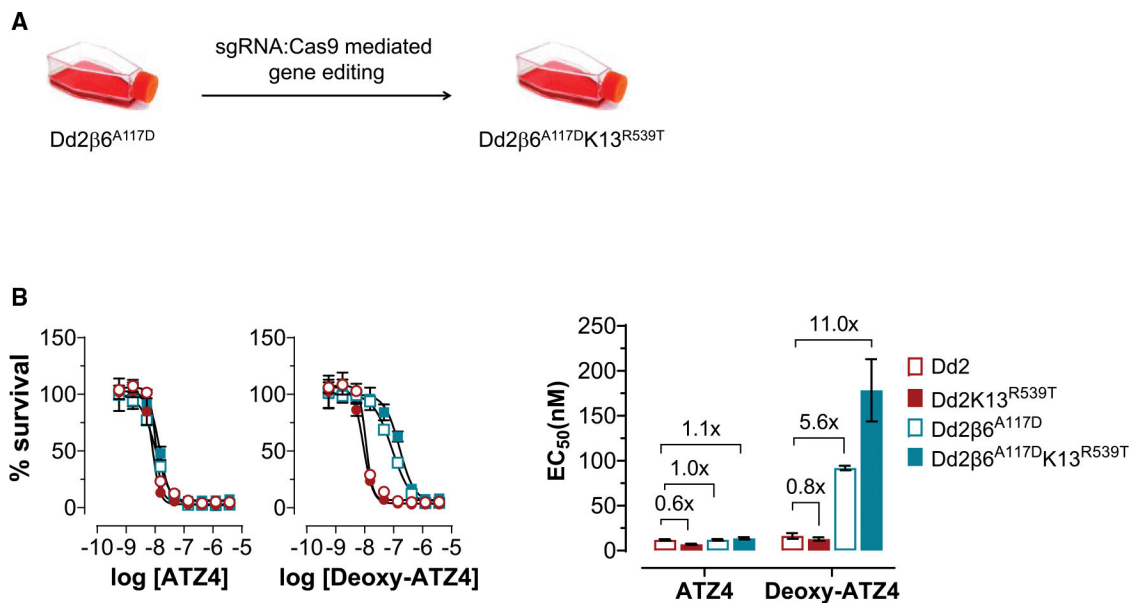 A
sgRNA:Cas9 mediated
gene editing
Dd2β6A117D
Dd2β6A117DK13R539T
B
% survival
150
100
50
0
-10 -9 -8 -7 -6 -5
log [ATZ4]
150
100
50
0
-10 -9 -8 -7 -6 -5
log [Deoxy-ATZ4]
EC50(nM)
250
200
150
100
50
0
0.6x
1.0x
1.1x
0.8x
5.6x
11.0x
ATZ4
Deoxy-ATZ4
Dd2
Dd2K13R539T
Dd2β6A117D
Dd2β6A117DK13R539T